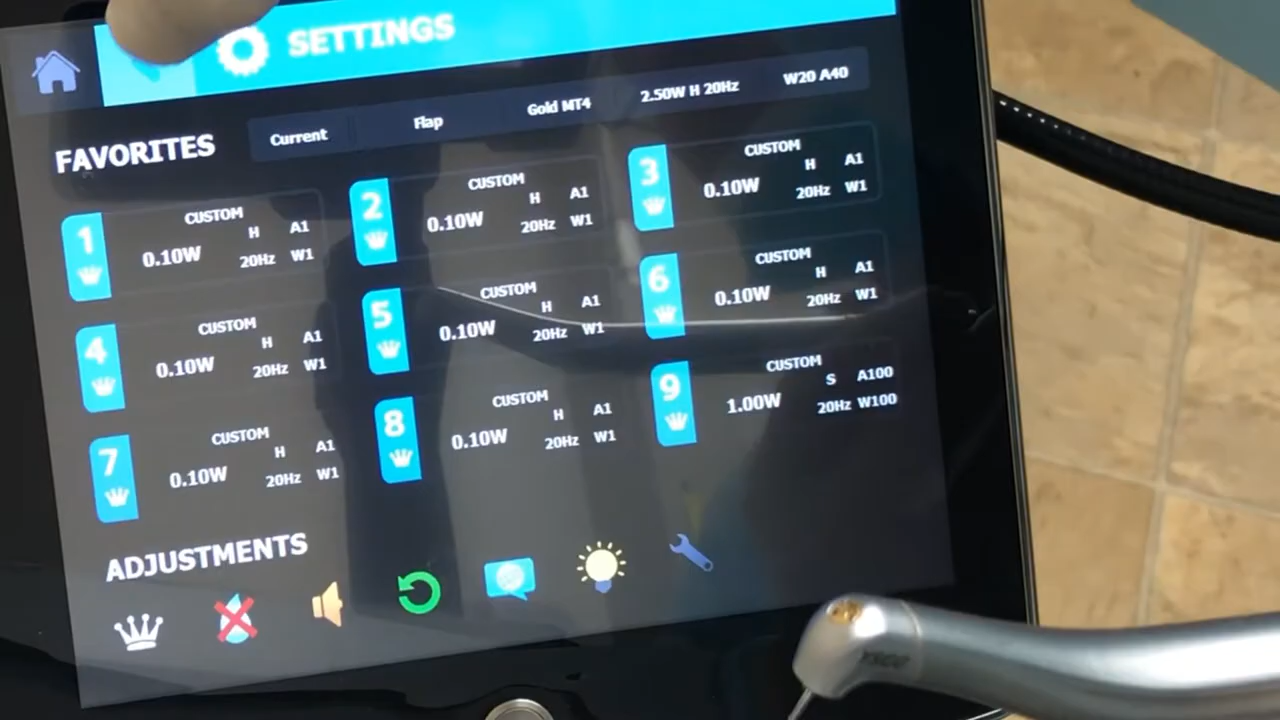 SETTINGS
FAVORITES
Current Flap Gold MT4 2.50W H 20Hz W20 A40
1 CUSTOM
0.10W H A1
20Hz W1
2 CUSTOM
0.10W H A1
20Hz W1
3 CUSTOM
0.10W H A1
20Hz W1
4 CUSTOM
0.10W H A1
20Hz W1
5 CUSTOM
0.10W H A1
20Hz W1
6 CUSTOM
0.10W H A1
20Hz W1
7 CUSTOM
0.10W H A1
20Hz W1
8 CUSTOM
0.10W H A1
20Hz W1
9 CUSTOM
1.00W S A100
20Hz W100
ADJUSTMENTS